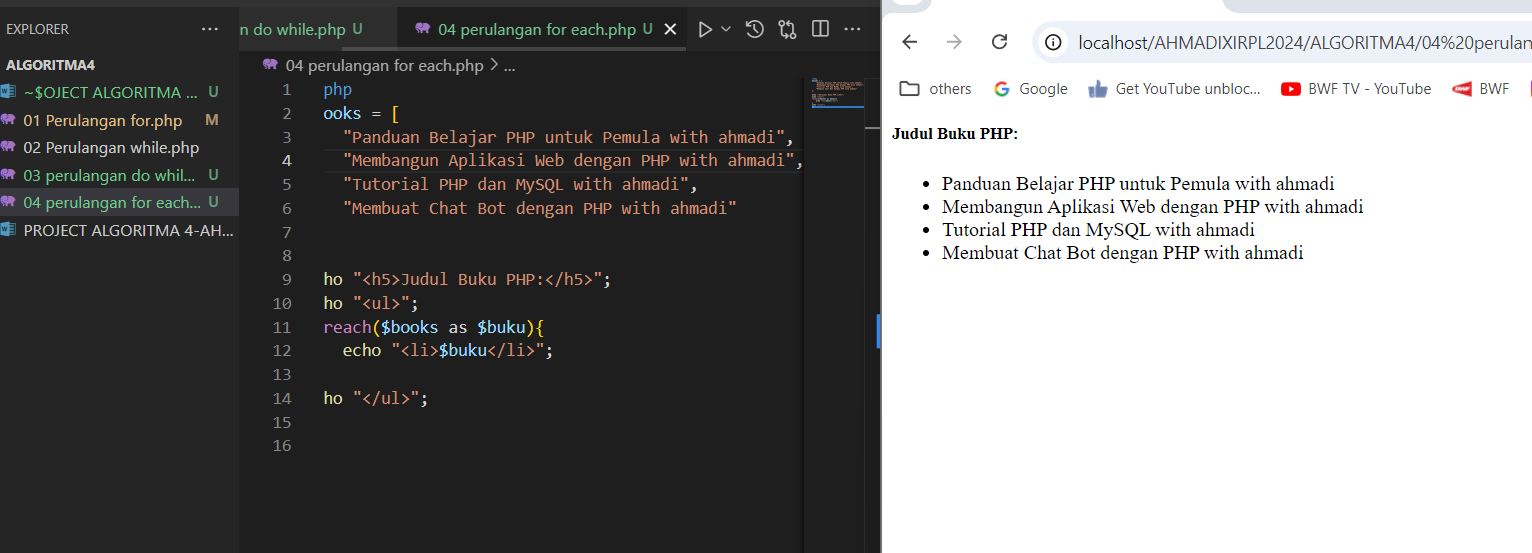 EXPLORER
ALGORITMA4
~$OJECT ALGORITMA ... U
01 Perulangan for.php M
02 Perulangan while.php
03 perulangan do whil... U
04 perulangan for each... U
PROJECT ALGORITMA 4-AH...
n do while.php U
04 perulangan for each.php U
04 perulangan for each.php > ...
1 php
2 ooks = [
3 "Panduan Belajar PHP untuk Pemula with ahmadi",
4 "Membangun Aplikasi Web dengan PHP with ahmadi",
5 "Tutorial PHP dan MySQL with ahmadi",
6 "Membuat Chat Bot dengan PHP with ahmadi"
7
8
9 ho "<h5>Judul Buku PHP:</h5>";
10 ho "<ul>";
11 reach($books as $buku){
12 echo "<li>$buku</li>";
13
14 ho "</ul>";
15
16
localhost/AHMADIXIRPL2024/ALGORITMA4/04%20perulan
others
Google
Get YouTube unbloc...
BWF TV - YouTube
BWF
Judul Buku PHP:
• Panduan Belajar PHP untuk Pemula with ahmadi
• Membangun Aplikasi Web dengan PHP with ahmadi
• Tutorial PHP dan MySQL with ahmadi
• Membuat Chat Bot dengan PHP with ahmadi